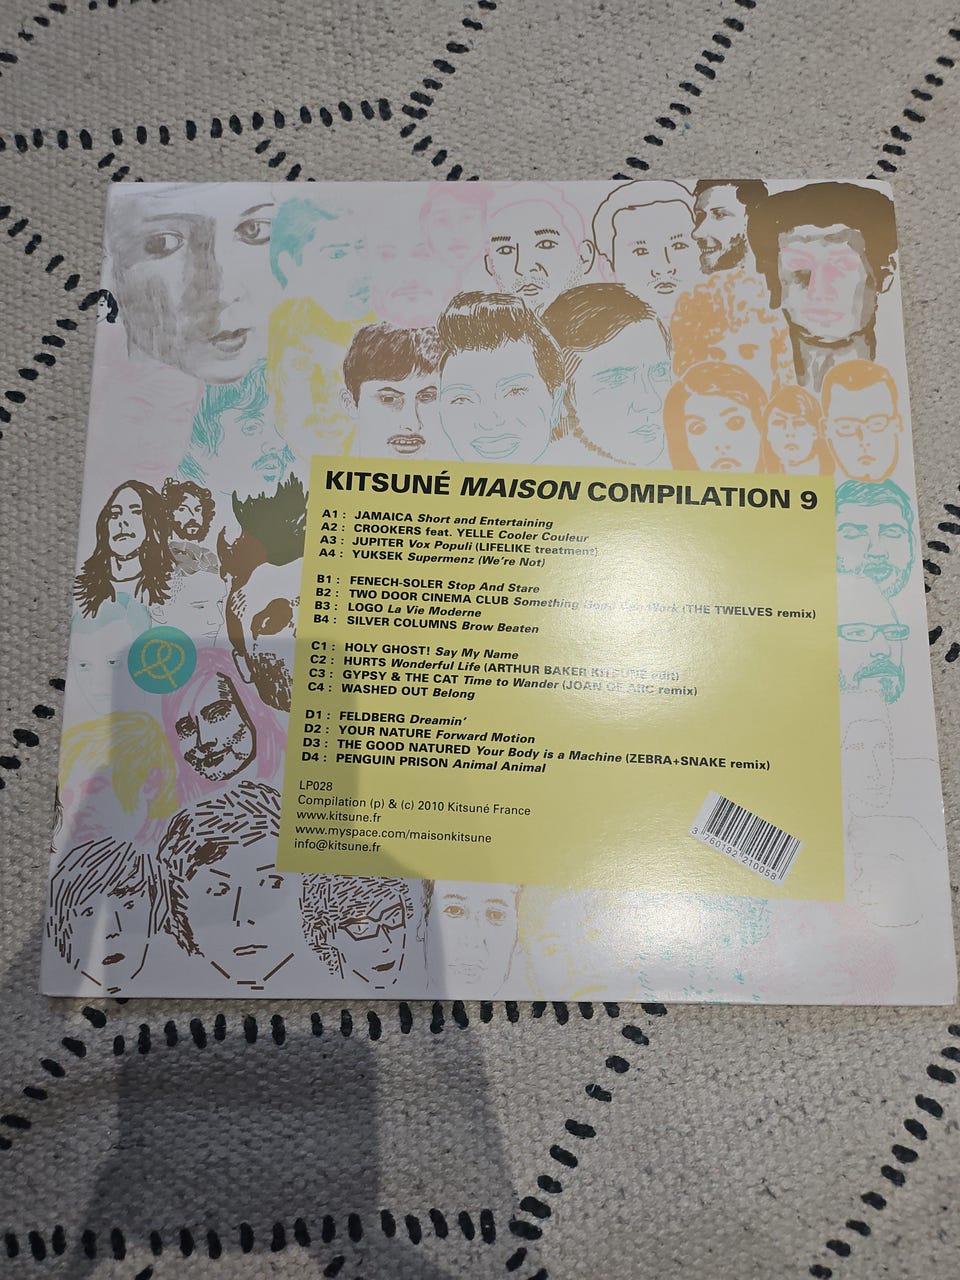 KITSUNÉ MAISON COMPILATION 9
A1 : JAMAICA Short and Entertaining
A2 : CROOKERS feat. YELLE Cooler Couleur
A3 : JUPITER Vox Populi (LIFELIKE treatment)
A4 : YUKSEK Supermenz (We're Not)
B1 : FENECH-SOLER Stop And Stare
B2 : TWO DOOR CINEMA CLUB Something Good Can Work (THE TWELVES remix)
B3 : LOGO La Vie Moderne
B4 : SILVER COLUMNS Brow Beaten
C1 : HOLY GHOST! Say My Name
C2 : HURTS Wonderful Life (ARTHUR BAKER KITSUNÉ edit)
C3 : GYPSY & THE CAT Time to Wander (JOAN OF ARC remix)
C4 : WASHED OUT Belong
D1 : FELDBERG Dreamin'
D2 : YOUR NATURE Forward Motion
D3 : THE GOOD NATURED Your Body is a Machine (ZEBRA+SNAKE remix)
D4 : PENGUIN PRISON Animal Animal
LP028
Compilation (p) & (c) 2010 Kitsuné France
www.kitsune.fr
www.myspace.com/maisonkitsune
info@kitsune.fr
3 760192 210058